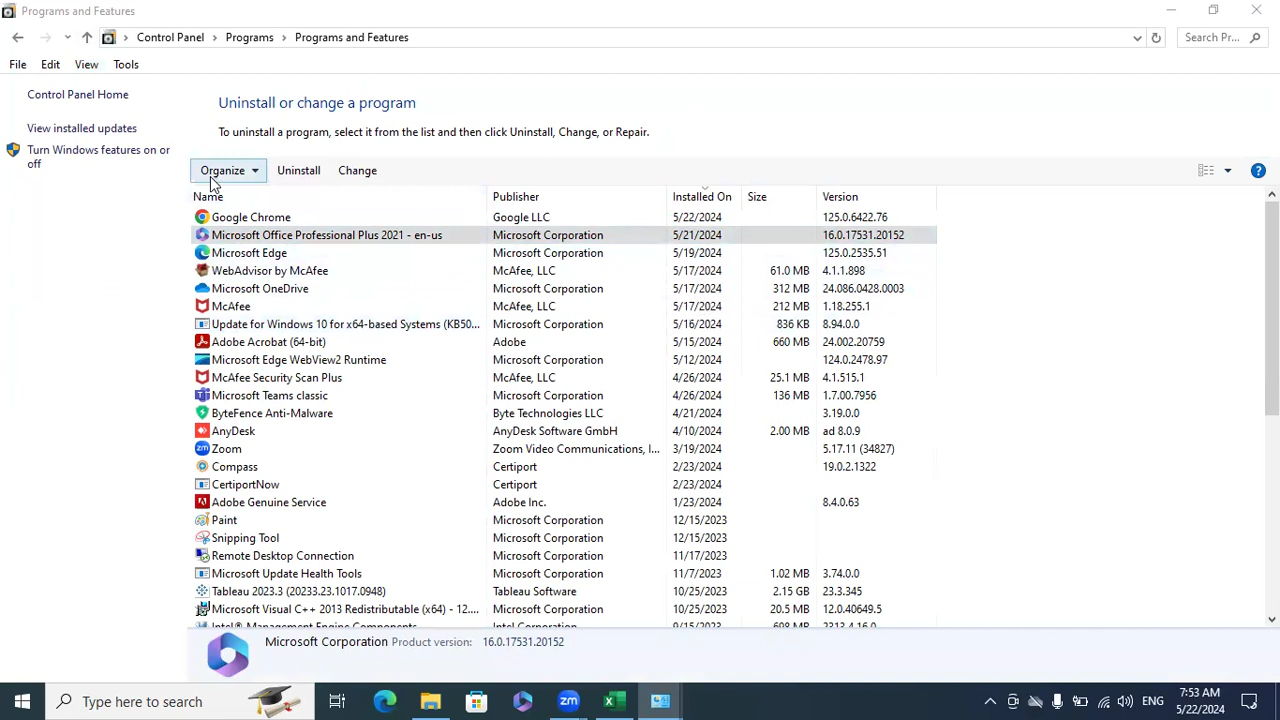 Programs and Features
Control Panel Programs Programs and Features Search Pr...
File Edit View Tools
Control Panel Home
View installed updates
Turn Windows features on or
off
Uninstall or change a program
To uninstall a program, select it from the list and then click Uninstall, Change, or Repair.
Organize Uninstall Change
Name Publisher Installed On Size Version
Google Chrome Google LLC 5/22/2024 125.0.6422.76
Microsoft Office Professional Plus 2021 - en-us Microsoft Corporation 5/21/2024 16.0.17531.20152
Microsoft Edge Microsoft Corporation 5/19/2024 125.0.2535.51
WebAdvisor by McAfee McAfee, LLC 5/17/2024 61.0 MB 4.1.1.898
Microsoft OneDrive Microsoft Corporation 5/17/2024 312 MB 24.086.0428.0003
McAfee McAfee, LLC 5/17/2024 212 MB 1.18.255.1
Update for Windows 10 for x64-based Systems (KB50... Microsoft Corporation 5/16/2024 836 KB 8.94.0.0
Adobe Acrobat (64-bit) Adobe 5/15/2024 660 MB 24.002.20759
Microsoft Edge WebView2 Runtime Microsoft Corporation 5/12/2024 124.0.2478.97
McAfee Security Scan Plus McAfee, LLC 4/26/2024 25.1 MB 4.1.515.1
Microsoft Teams classic Microsoft Corporation 4/26/2024 136 MB 1.7.00.7956
ByteFence Anti-Malware Byte Technologies LLC 4/21/2024 3.19.0.0
AnyDesk AnyDesk Software GmbH 4/10/2024 2.00 MB ad 8.0.9
Zoom Zoom Video Communications, I... 3/19/2024 5.17.11 (34827)
Compass Certiport 2/23/2024 19.0.2.1322
CertiportNow Certiport 2/23/2024
Adobe Genuine Service Adobe Inc. 1/23/2024 8.4.0.63
Paint Microsoft Corporation 12/15/2023
Snipping Tool Microsoft Corporation 12/15/2023
Remote Desktop Connection Microsoft Corporation 11/17/2023
Microsoft Update Health Tools Microsoft Corporation 11/7/2023 1.02 MB 3.74.0.0
Tableau 2023.3 (20233.23.1017.0948) Tableau Software 10/25/2023 2.15 GB 23.3.345
Microsoft Visual C++ 2013 Redistributable (x64) - 12.... Microsoft Corporation 10/25/2023 20.5 MB 12.0.40649.5
Intel® Management Engine Components Intel Corporation 9/15/2023 698 MB 2313.4.16.0
Microsoft Corporation Product version: 16.0.17531.20152
Type here to search
zm
ENG
7:53 AM
5/22/2024